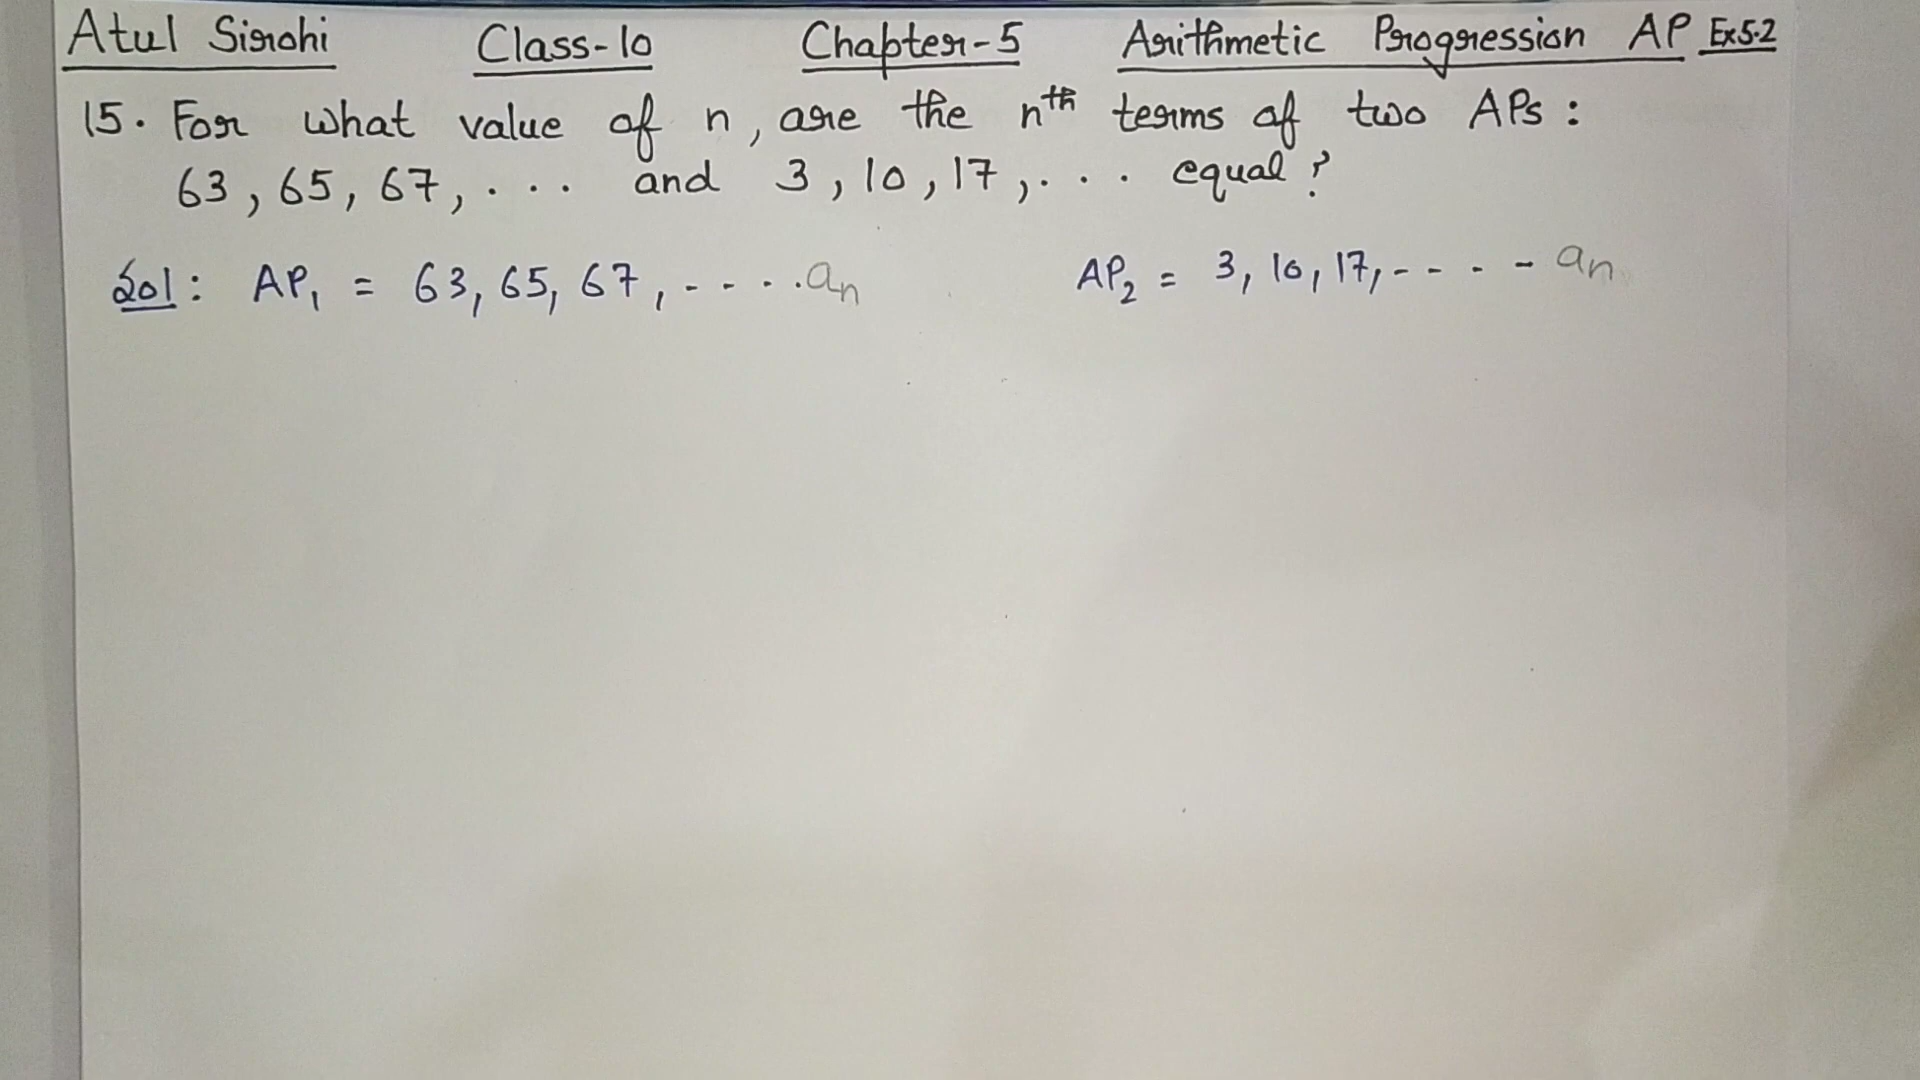 Atul Sirohi Class-10 Chapter-5 Arithmetic Progression AP Ex 5.2
15. For what value of n, are the nth terms of two APs :
63, 65, 67, . . . and 3, 10, 17, . . . equal ?
Sol : AP₁ = 63, 65, 67, - - - . . an AP₂ = 3, 10, 17, - - - - - an